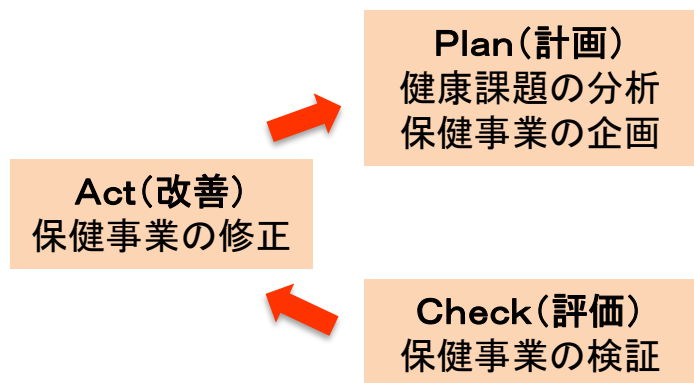 Plan(計画)
健康課題の分析
保健事業の企画
Act(改善)
保健事業の修正
Check(評価)
保健事業の検証